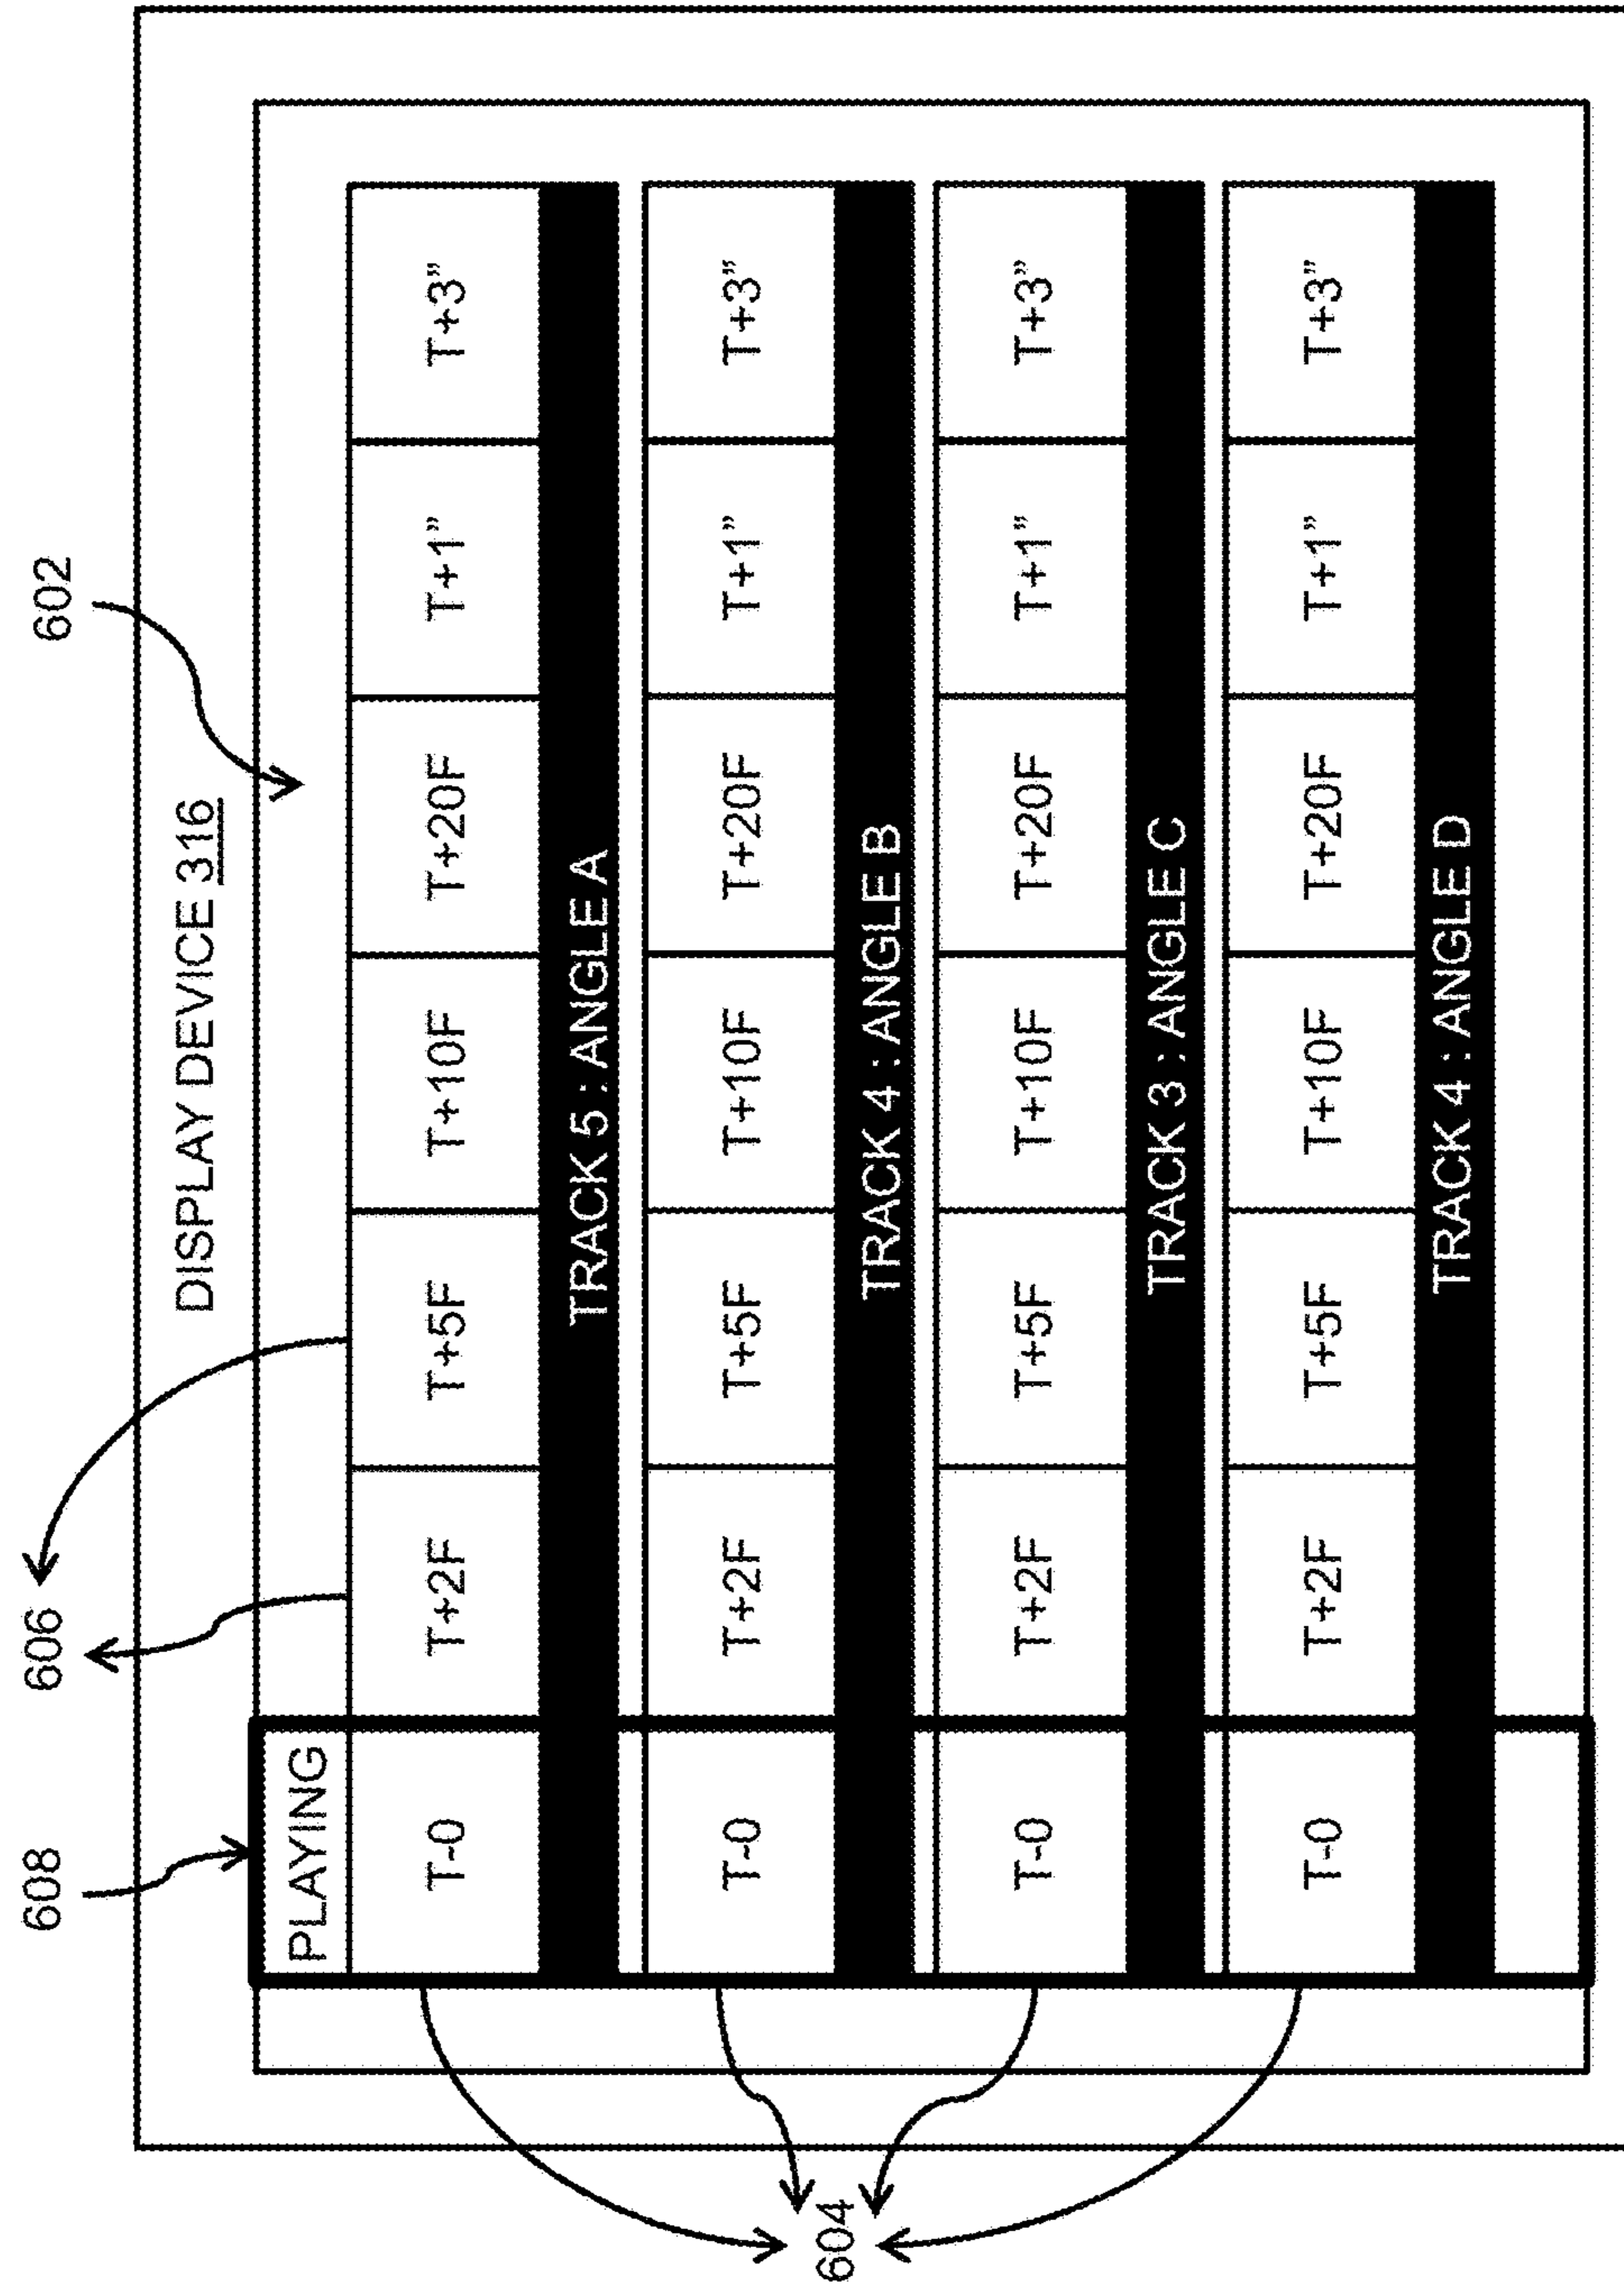 602
606
608
DISPLAY DEVICE 316
PLAYING
T-0 T+2F T+5F T+10F T+20F T+1” T+3”
TRACK 5 : ANGLE A
T-0 T+2F T+5F T+10F T+20F T+1” T+3”
TRACK 4 : ANGLE B
T-0 T+2F T+5F T+10F T+20F T+1” T+3”
TRACK 3 : ANGLE C
T-0 T+2F T+5F T+10F T+20F T+1” T+3”
TRACK 4 : ANGLE D
604